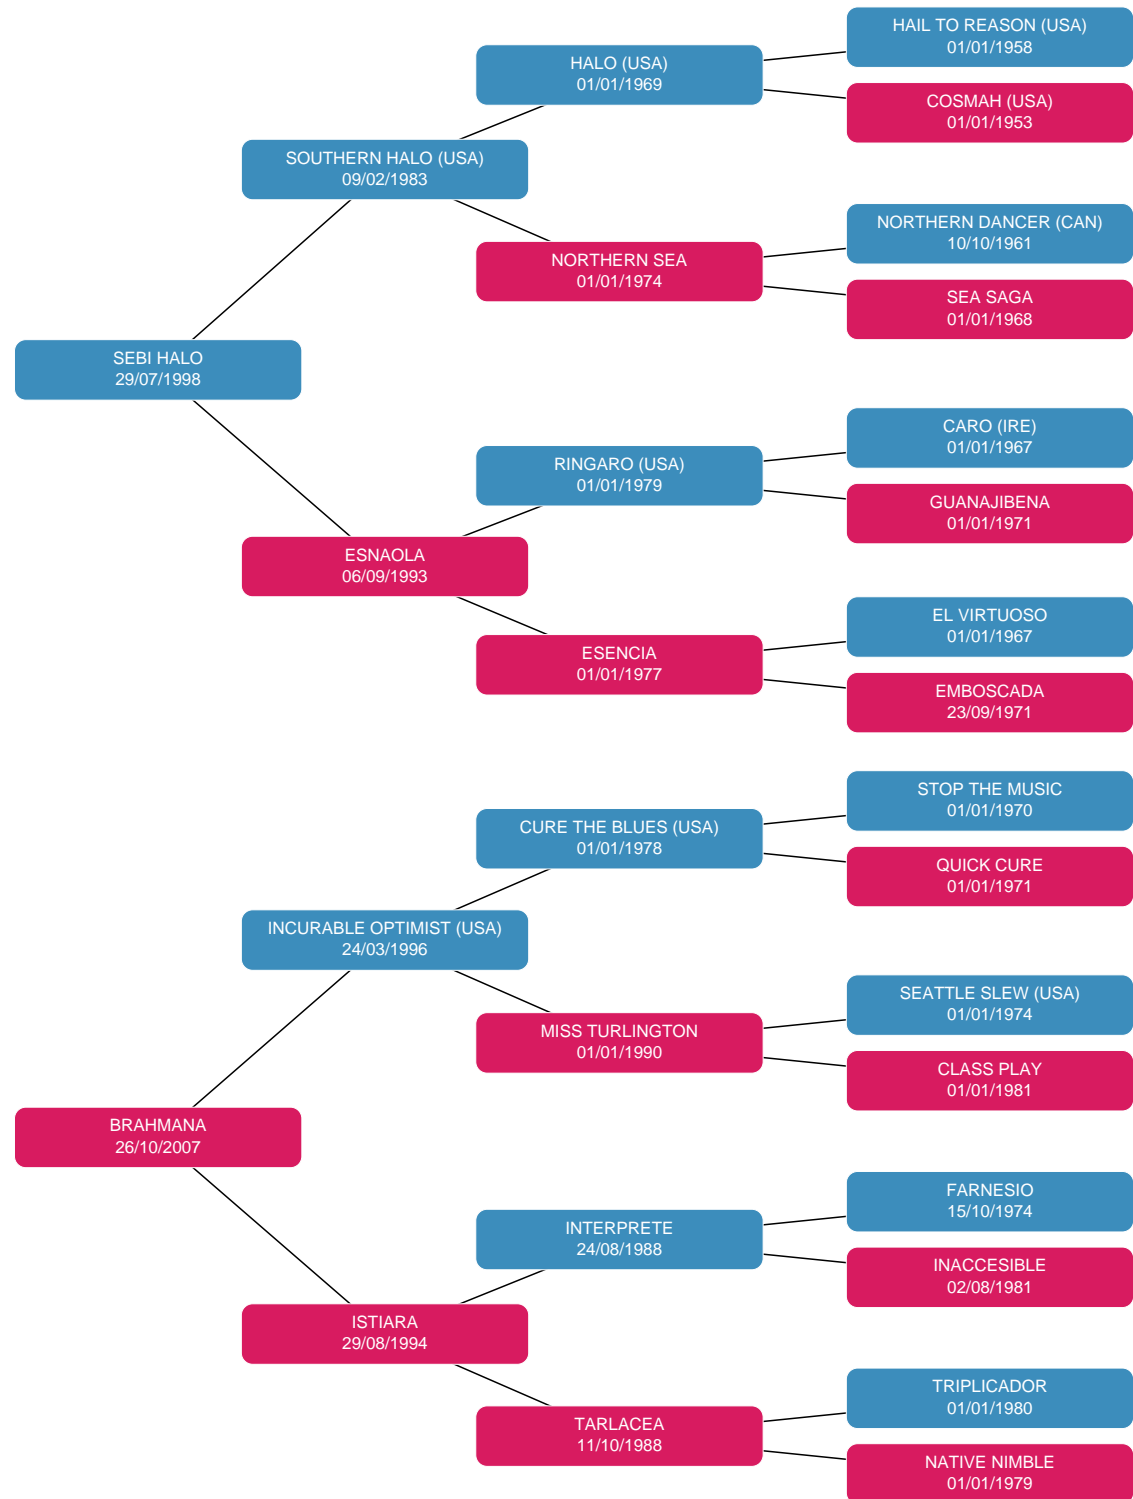 HAIL TO REASON (USA)
01/01/1958
HALO (USA)
01/01/1969
COSMAH (USA)
01/01/1953
SOUTHERN HALO (USA)
09/02/1983
NORTHERN DANCER (CAN)
10/10/1961
NORTHERN SEA
01/01/1974
SEA SAGA
01/01/1968
SEBI HALO
29/07/1998
CARO (IRE)
01/01/1967
RINGARO (USA)
01/01/1979
GUANAJIBENA
01/01/1971
ESNAOLA
06/09/1993
EL VIRTUOSO
01/01/1967
ESENCIA
01/01/1977
EMBOSCADA
23/09/1971
STOP THE MUSIC
01/01/1970
CURE THE BLUES (USA)
01/01/1978
QUICK CURE
01/01/1971
INCURABLE OPTIMIST (USA)
24/03/1996
SEATTLE SLEW (USA)
01/01/1974
MISS TURLINGTON
01/01/1990
CLASS PLAY
01/01/1981
BRAHMANA
26/10/2007
FARNESIO
15/10/1974
INTERPRETE
24/08/1988
INACCESIBLE
02/08/1981
ISTIARA
29/08/1994
TRIPLICADOR
01/01/1980
TARLACEA
11/10/1988
NATIVE NIMBLE
01/01/1979